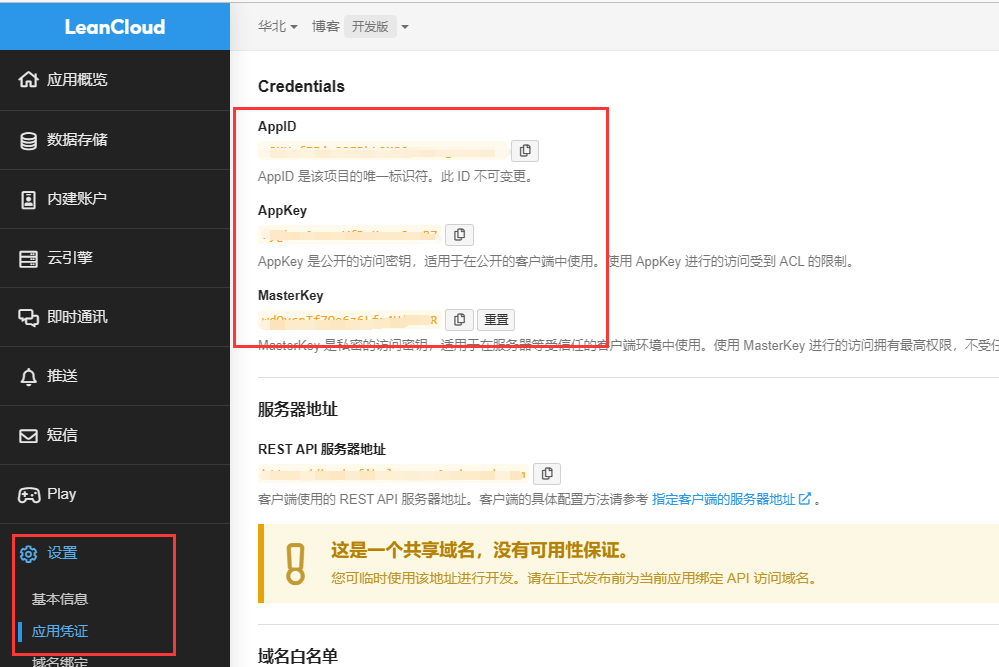 LeanCloud
华北 博客 开发版
应用概览
数据存储
内建账户
云引擎
即时通讯
推送
短信
Play
设置
基本信息
应用凭证
域名绑定
Credentials
AppID
AppID 是该项目的唯一标识符。此 ID 不可变更。
AppKey
AppKey 是公开的访问密钥，适用于在公开的客户端中使用。使用 AppKey 进行的访问受到 ACL 的限制。
MasterKey
重置
MasterKey 是私密的访问密钥，适用于在服务器等受信任的客户端环境中使用。使用 MasterKey 进行的访问拥有最高权限，不受任
服务器地址
REST API 服务器地址
客户端使用的 REST API 服务器地址。客户端的具体配置方法请参考 指定客户端的服务器地址 。
这是一个共享域名，没有可用性保证。
您可临时使用该地址进行开发。请在正式发布前为当前应用绑定 API 访问域名。
域名白名单